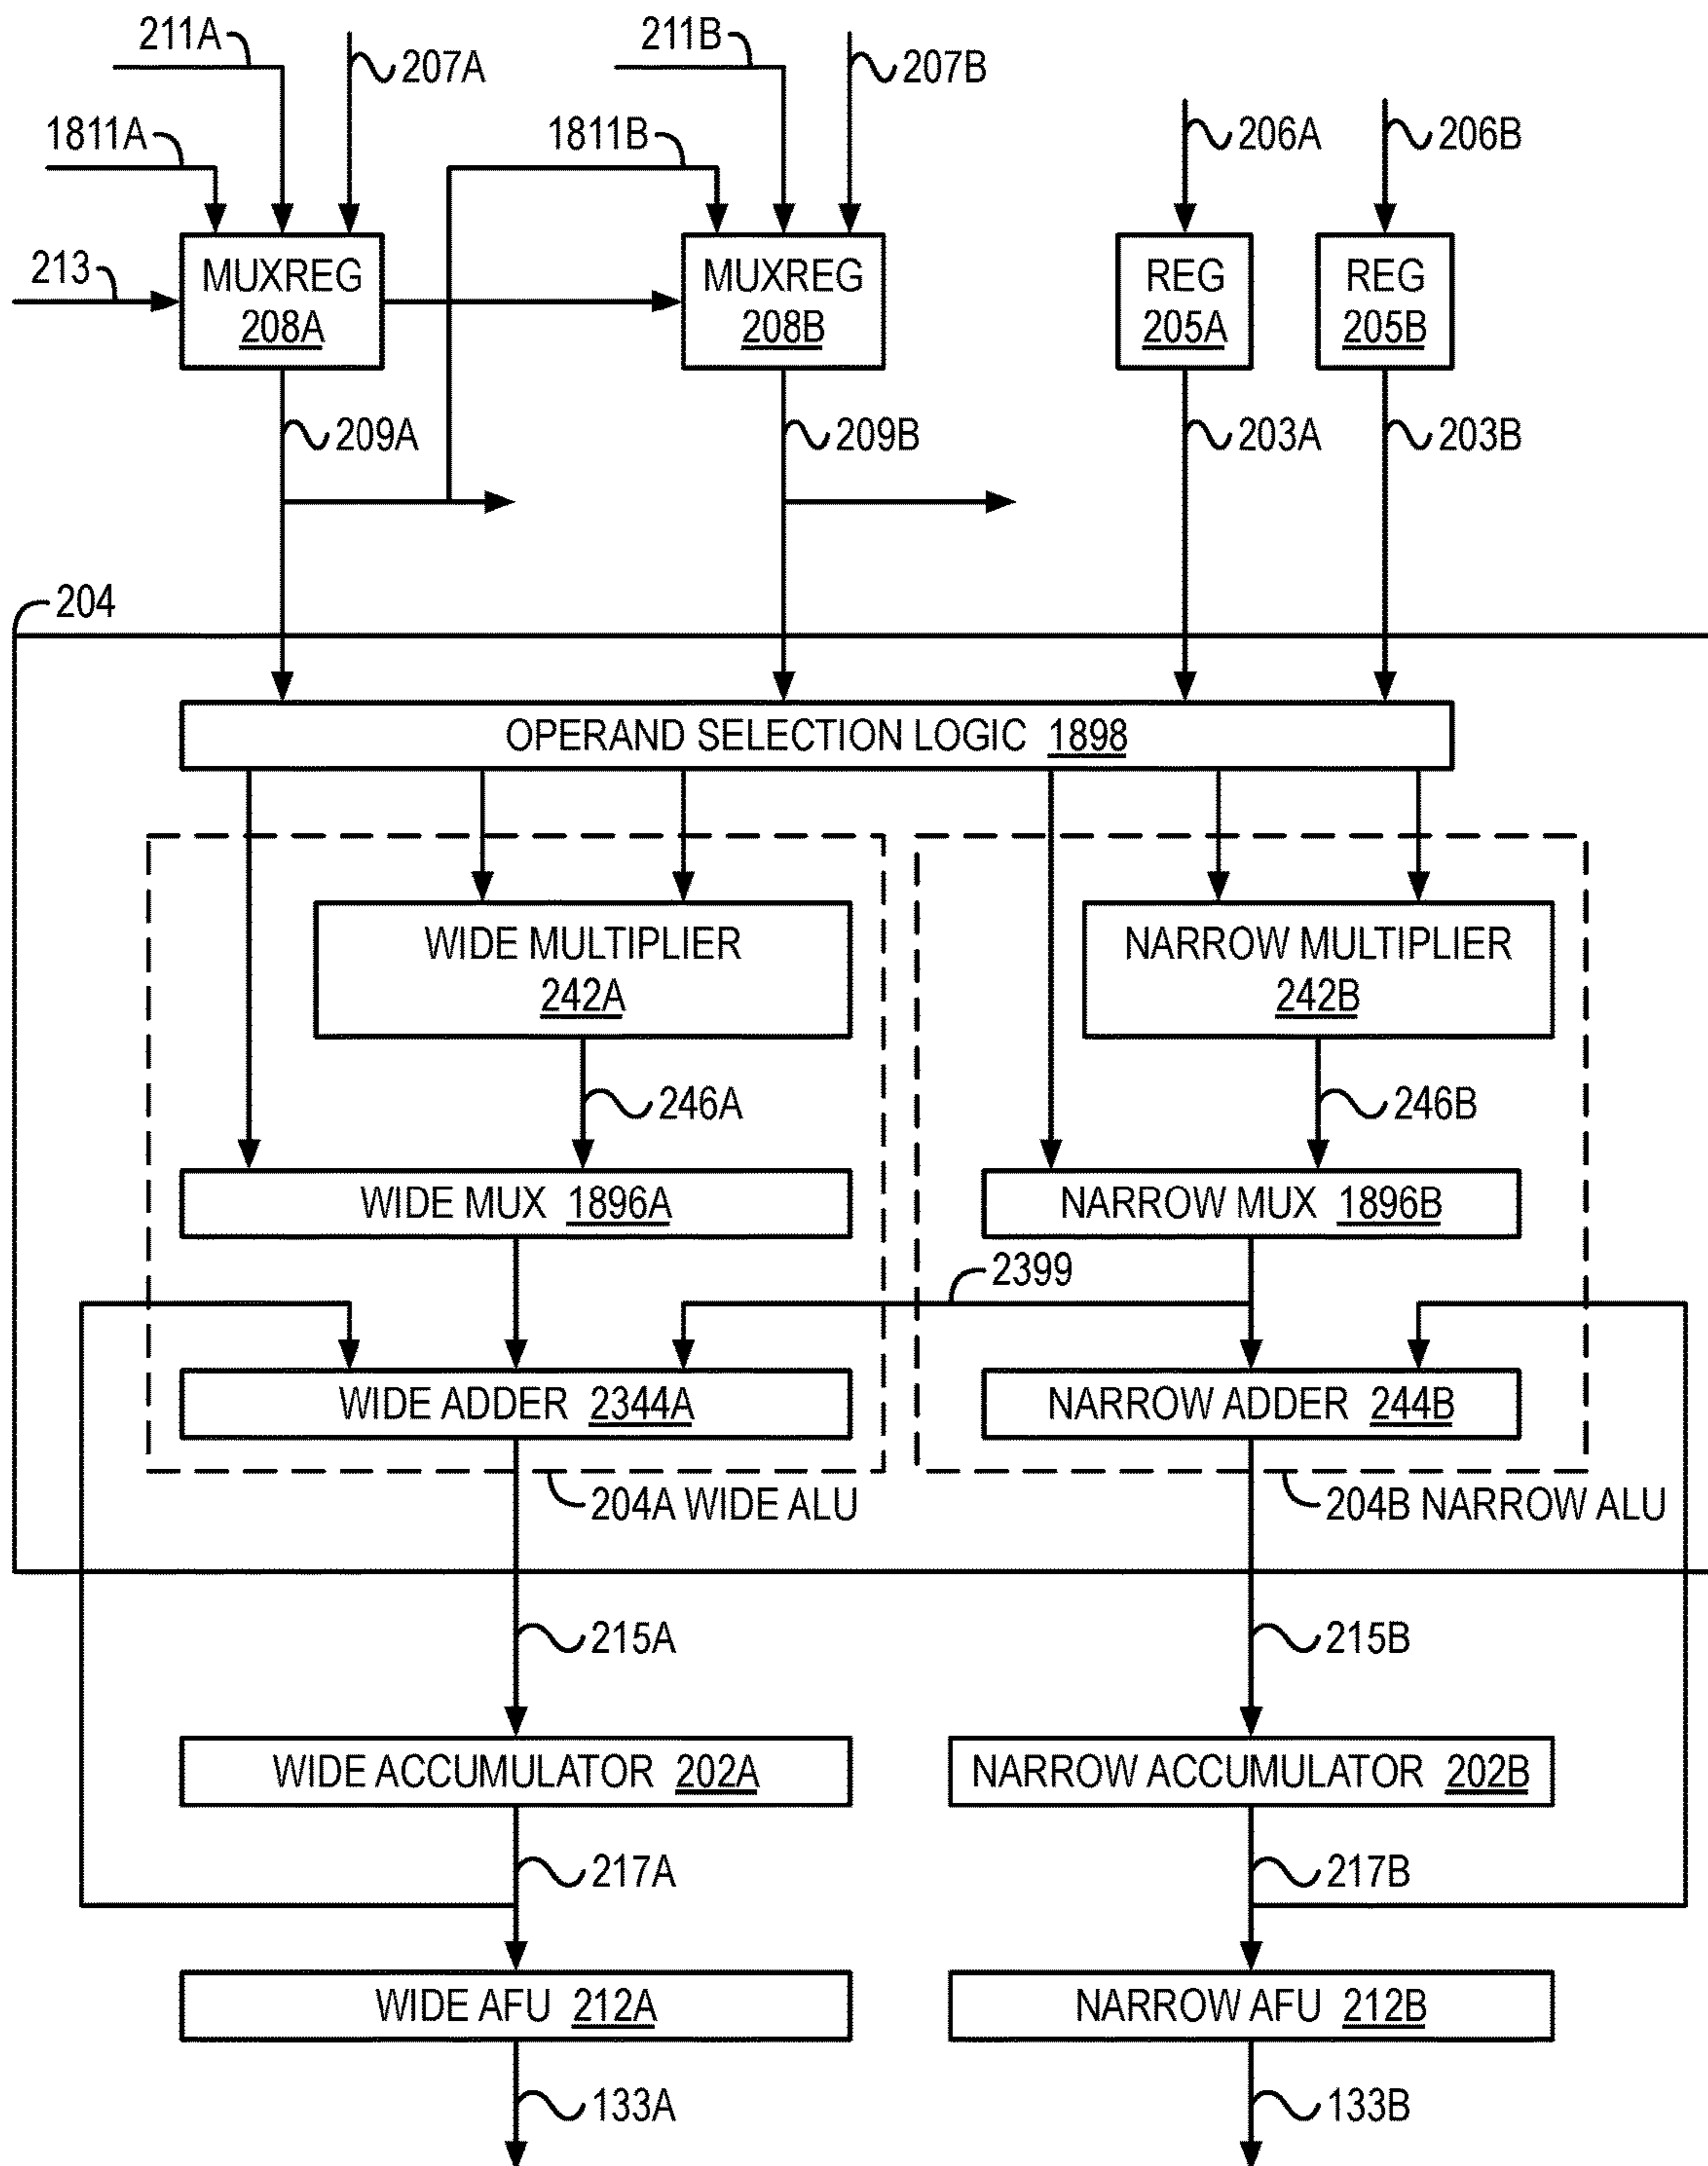 211A
207A
211B
207B
1811A
1811B
206A
206B
213
MUXREG
208A
MUXREG
208B
REG
205A
REG
205B
209A
209B
203A
203B
204
OPERAND SELECTION LOGIC 1898
WIDE MULTIPLIER
242A
NARROW MULTIPLIER
242B
246A
246B
WIDE MUX 1896A
NARROW MUX 1896B
2399
WIDE ADDER 2344A
NARROW ADDER 244B
204A WIDE ALU
204B NARROW ALU
215A
215B
WIDE ACCUMULATOR 202A
NARROW ACCUMULATOR 202B
217A
217B
WIDE AFU 212A
NARROW AFU 212B
133A
133B